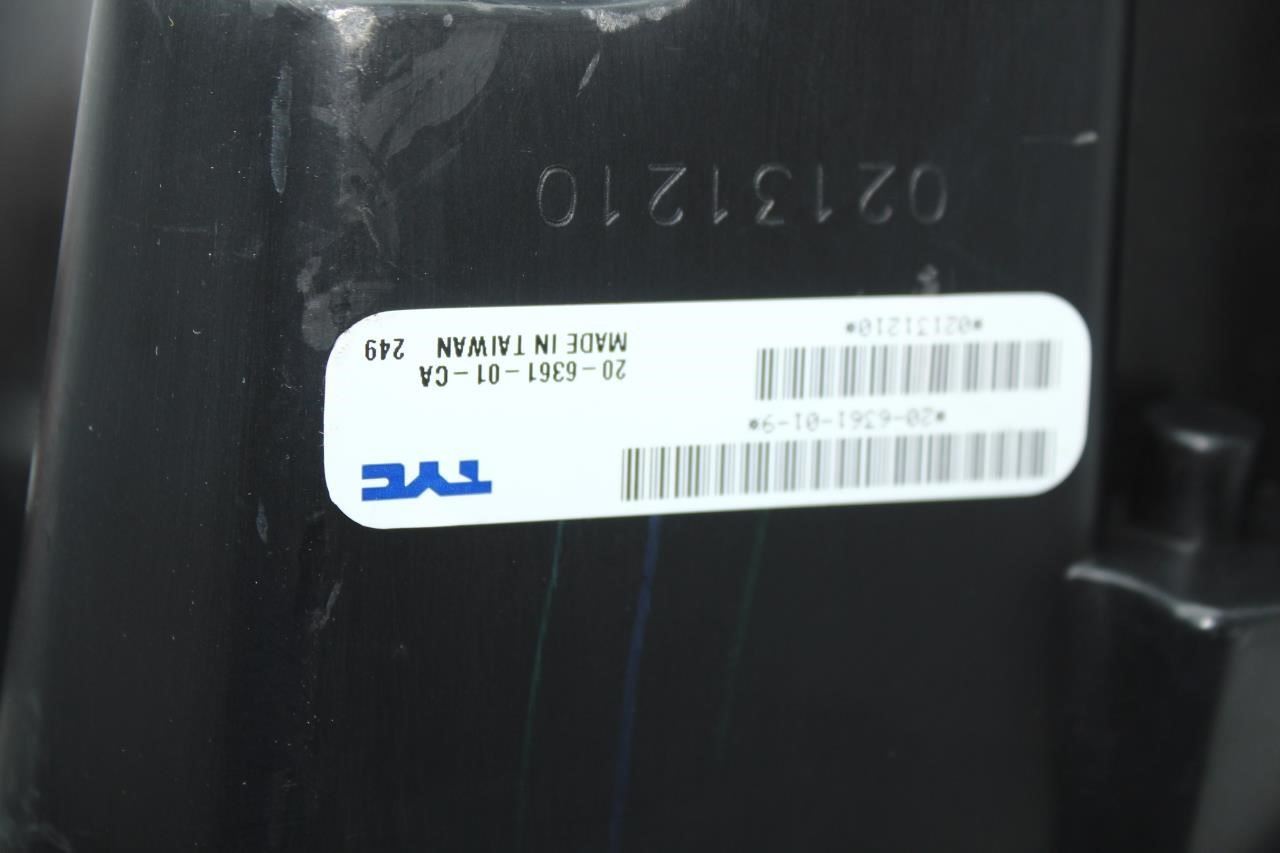 TYC
*20-6361-01-9*
20-6361-01-CA
MADE IN TAIWAN 249
*02131210*
02131210